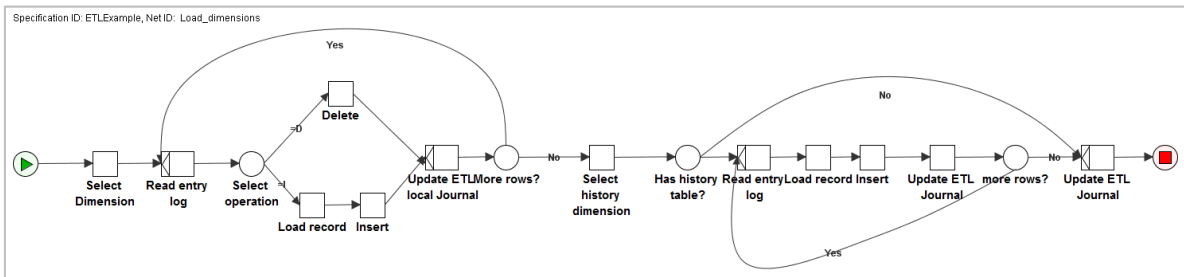 Specification ID: ETLExample, Net ID: Load_dimensions
Yes
No
=D
Delete
Select
Dimension
Read entry
log
Select
operation
=I
Load record
Insert
Update ETL
local Journal
More rows?
No
Select
history
dimension
Has history
table?
Read entry
log
Load record
Insert
Update ETL
Journal
more rows?
No
Update ETL
Journal
Yes